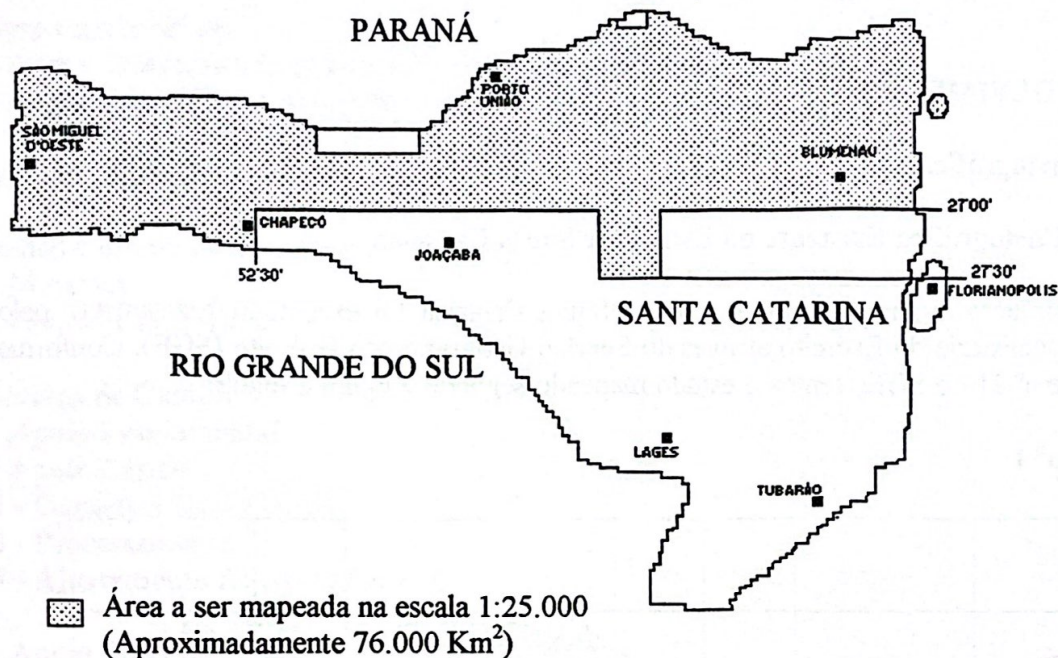 PARANÁ
PORTO
UNIÃO
SÃO MIGUEL
D'OESTE
BLUMENAU
27°00'
CHAPECÓ
JOAÇABA
52°30'
27°30'
FLORIANOPOLIS
SANTA CATARINA
RIO GRANDE DO SUL
LAGES
TUBARÃO
Área a ser mapeada na escala 1:25.000
(Aproximadamente 76.000 Km²)